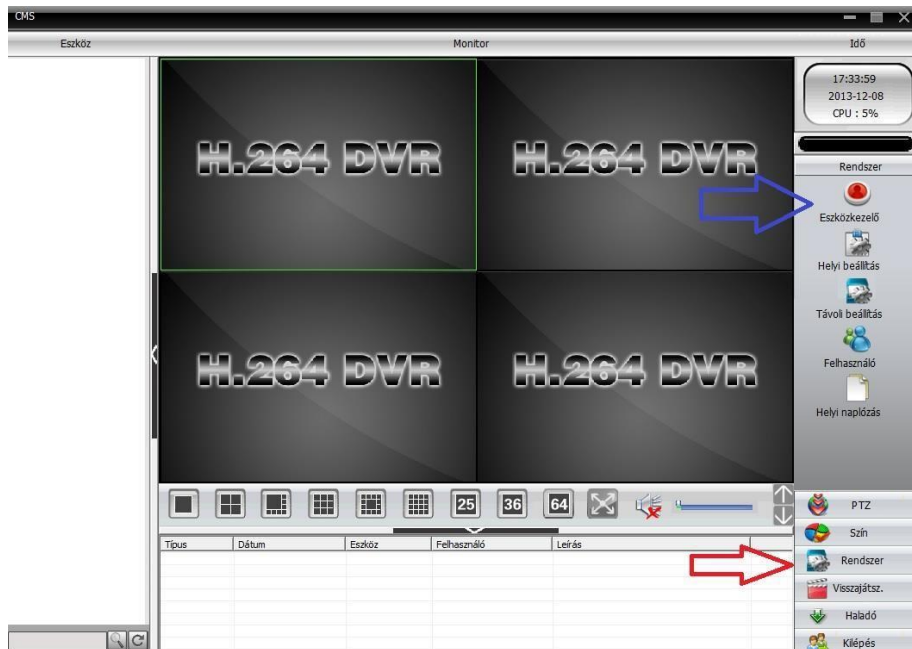 CMS
Eszköz
Monitor
Idő
17:33:59
2013-12-08
CPU : 5%
H.264 DVR
H.264 DVR
H.264 DVR
H.264 DVR
Rendszer
Eszközkezelő
Helyi beállítás
Távoli beállítás
Felhasználó
Helyi naplózás
25 36 64
Típus Dátum Eszköz Felhasználó Leírás
PTZ
Szín
Rendszer
Visszajátsz.
Haladó
Kilépés